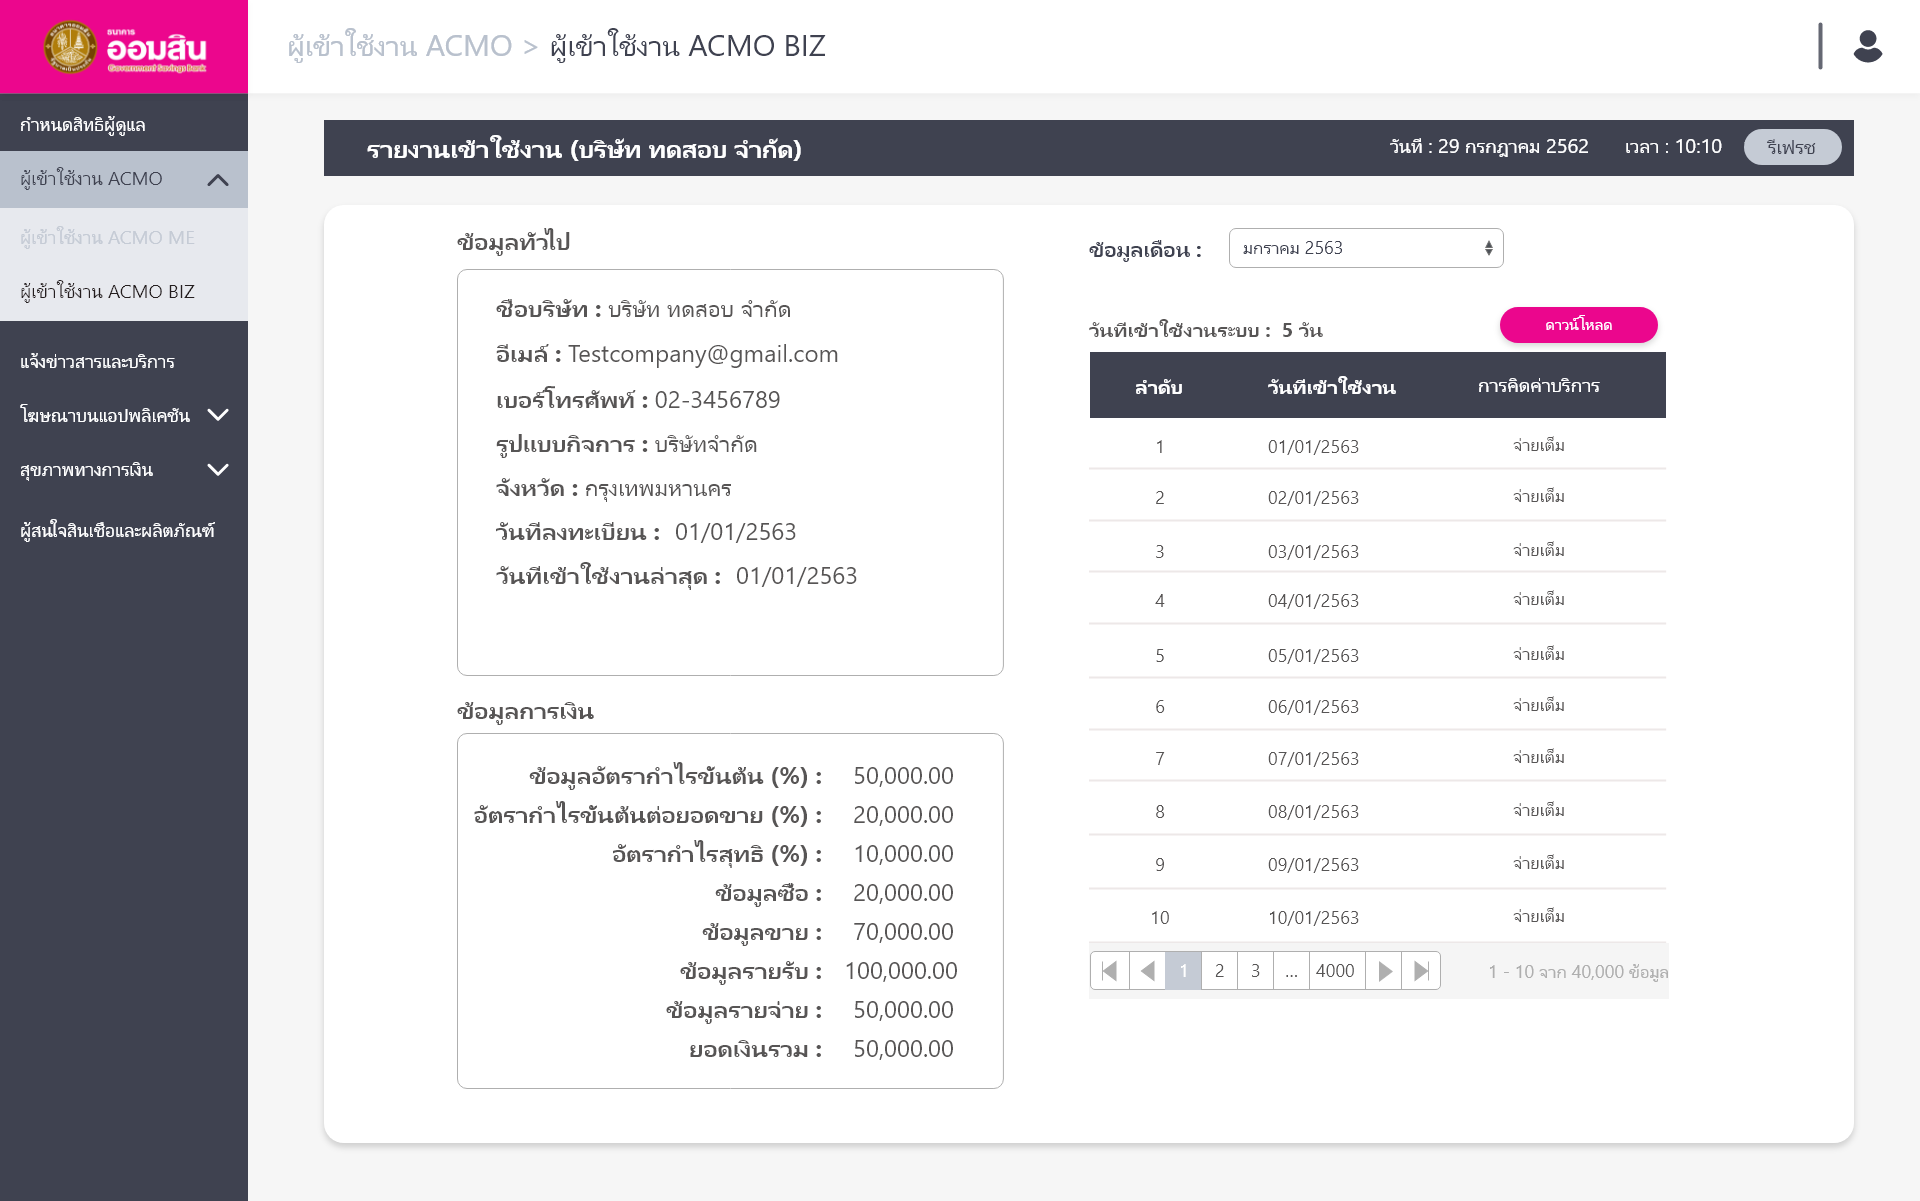 ธนาคาร
ออมสิน
Government Savings Bank
ผู้เข้าใช้งาน ACMO > ผู้เข้าใช้งาน ACMO BIZ
กำหนดสิทธิผู้ดูแล
ผู้เข้าใช้งาน ACMO
ผู้เข้าใช้งาน ACMO ME
ผู้เข้าใช้งาน ACMO BIZ
แจ้งข่าวสารและบริการ
โฆษณาบนแอปพลิเคชัน
สุขภาพทางการเงิน
ผู้สนใจสินเชื่อและผลิตภัณฑ์
รายงานเข้าใช้งาน (บริษัท ทดสอบ จำกัด)
วันที่ : 29 กรกฎาคม 2562 เวลา : 10:10 รีเฟรช
ข้อมูลทั่วไป
ชื่อบริษัท : บริษัท ทดสอบ จำกัด
อีเมล์ : Testcompany@gmail.com
เบอร์โทรศัพท์ : 02-3456789
รูปแบบกิจการ : บริษัทจำกัด
จังหวัด : กรุงเทพมหานคร
วันที่ลงทะเบียน : 01/01/2563
วันที่เข้าใช้งานล่าสุด : 01/01/2563
ข้อมูลการเงิน
ข้อมูลอัตรากำไรขั้นต้น (%) : 50,000.00
อัตรากำไรขั้นต้นต่อยอดขาย (%) : 20,000.00
อัตรากำไรสุทธิ (%) : 10,000.00
ข้อมูลซื้อ : 20,000.00
ข้อมูลขาย : 70,000.00
ข้อมูลรายรับ : 100,000.00
ข้อมูลรายจ่าย : 50,000.00
ยอดเงินรวม : 50,000.00
ข้อมูลเดือน : มกราคม 2563
วันที่เข้าใช้งานระบบ : 5 วัน
ดาวน์โหลด
ลำดับ วันที่เข้าใช้งาน การคิดค่าบริการ
1 01/01/2563 จ่ายเต็ม
2 02/01/2563 จ่ายเต็ม
3 03/01/2563 จ่ายเต็ม
4 04/01/2563 จ่ายเต็ม
5 05/01/2563 จ่ายเต็ม
6 06/01/2563 จ่ายเต็ม
7 07/01/2563 จ่ายเต็ม
8 08/01/2563 จ่ายเต็ม
9 09/01/2563 จ่ายเต็ม
10 10/01/2563 จ่ายเต็ม
1 2 3 ... 4000 1 - 10 จาก 40,000 ข้อมูล